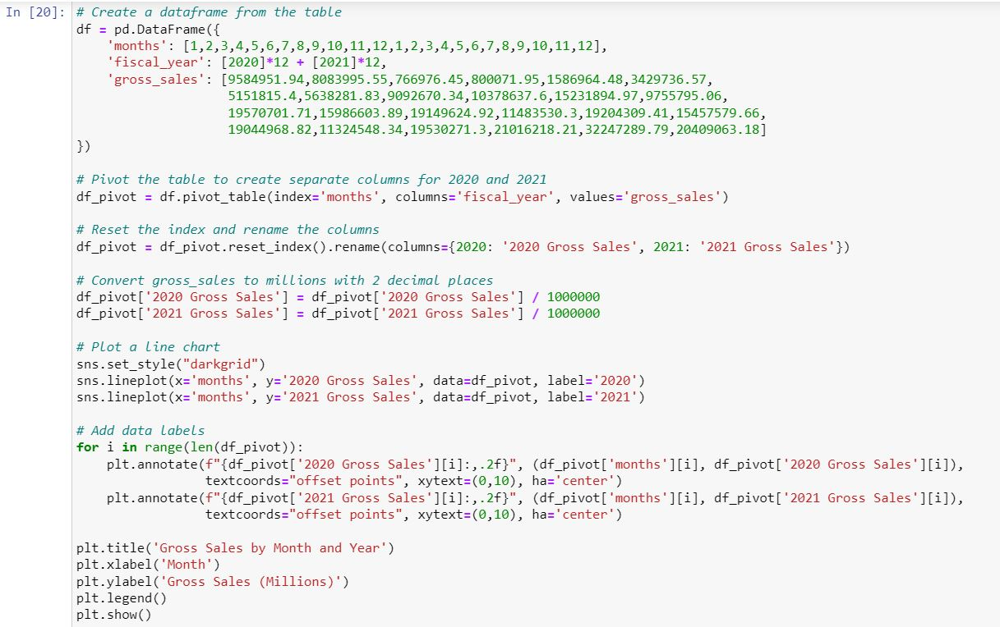 In [20]: # Create a dataframe from the table
df = pd.DataFrame({
    'months': [1,2,3,4,5,6,7,8,9,10,11,12,1,2,3,4,5,6,7,8,9,10,11,12],
    'fiscal_year': [2020]*12 + [2021]*12,
    'gross_sales': [9584951.94,8083995.55,766976.45,800071.95,1586964.48,3429736.57,
                    5151815.4,5638281.83,9092670.34,10378637.6,15231894.97,9755795.06,
                    19570701.71,15986603.89,19149624.92,11483530.3,19204309.41,15457579.66,
                    19044968.82,11324548.34,19530271.3,21016218.21,32247289.79,20409063.18]
})

# Pivot the table to create separate columns for 2020 and 2021
df_pivot = df.pivot_table(index='months', columns='fiscal_year', values='gross_sales')

# Reset the index and rename the columns
df_pivot = df_pivot.reset_index().rename(columns={2020: '2020 Gross Sales', 2021: '2021 Gross Sales'})

# Convert gross_sales to millions with 2 decimal places
df_pivot['2020 Gross Sales'] = df_pivot['2020 Gross Sales'] / 1000000
df_pivot['2021 Gross Sales'] = df_pivot['2021 Gross Sales'] / 1000000

# Plot a line chart
sns.set_style("darkgrid")
sns.lineplot(x='months', y='2020 Gross Sales', data=df_pivot, label='2020')
sns.lineplot(x='months', y='2021 Gross Sales', data=df_pivot, label='2021')

# Add data labels
for i in range(len(df_pivot)):
    plt.annotate(f"{df_pivot['2020 Gross Sales'][i]:,.2f}", (df_pivot['months'][i], df_pivot['2020 Gross Sales'][i]),
                 textcoords="offset points", xytext=(0,10), ha='center')
    plt.annotate(f"{df_pivot['2021 Gross Sales'][i]:,.2f}", (df_pivot['months'][i], df_pivot['2021 Gross Sales'][i]),
                 textcoords="offset points", xytext=(0,10), ha='center')

plt.title('Gross Sales by Month and Year')
plt.xlabel('Month')
plt.ylabel('Gross Sales (Millions)')
plt.legend()
plt.show()